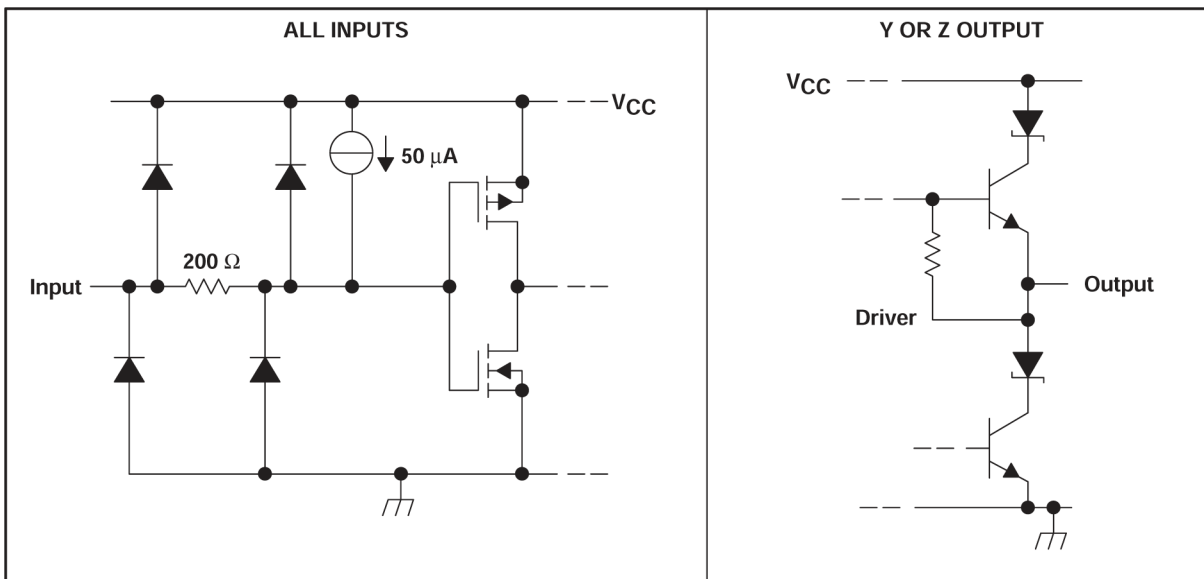 ALL INPUTS
VCC
50 μA
200 Ω
Input
Y OR Z OUTPUT
VCC
Output
Driver